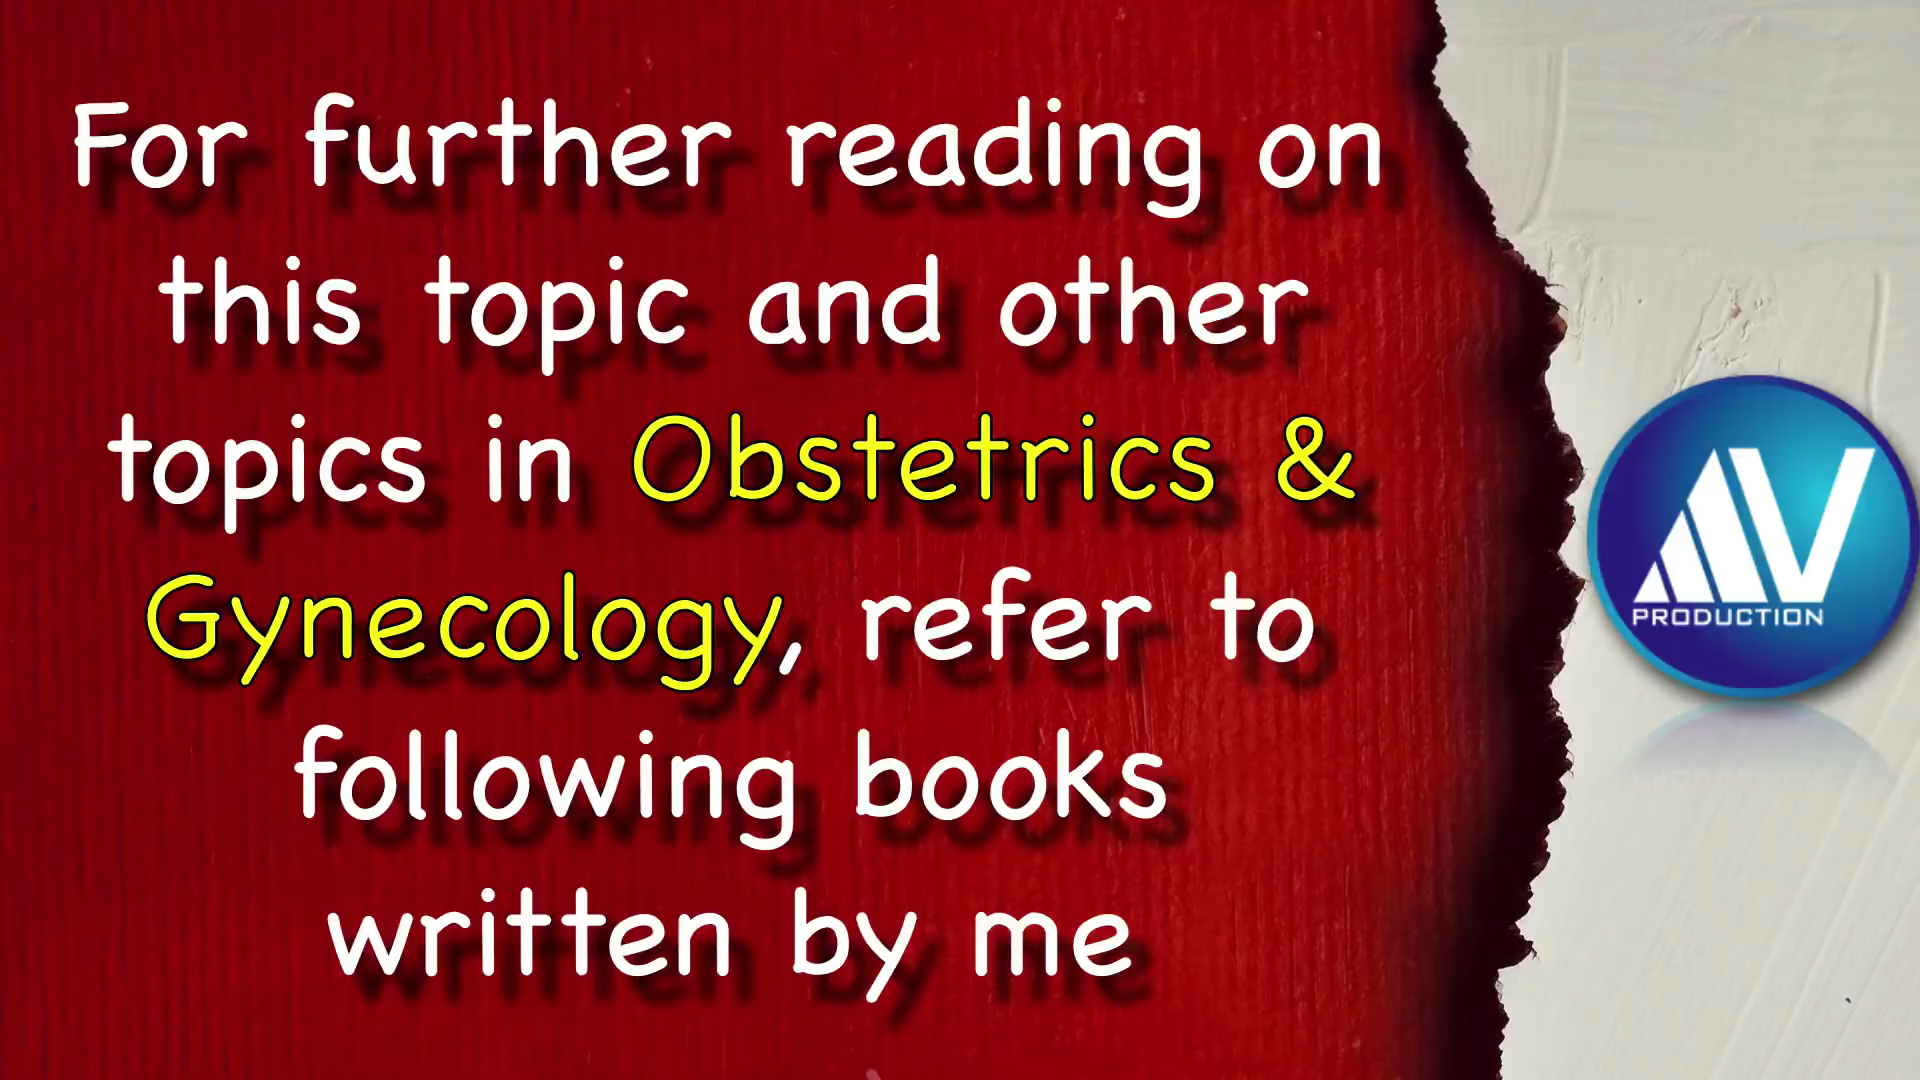 For further reading on
this topic and other
topics in Obstetrics &
Gynecology, refer to
following books
written by me
AV
PRODUCTION